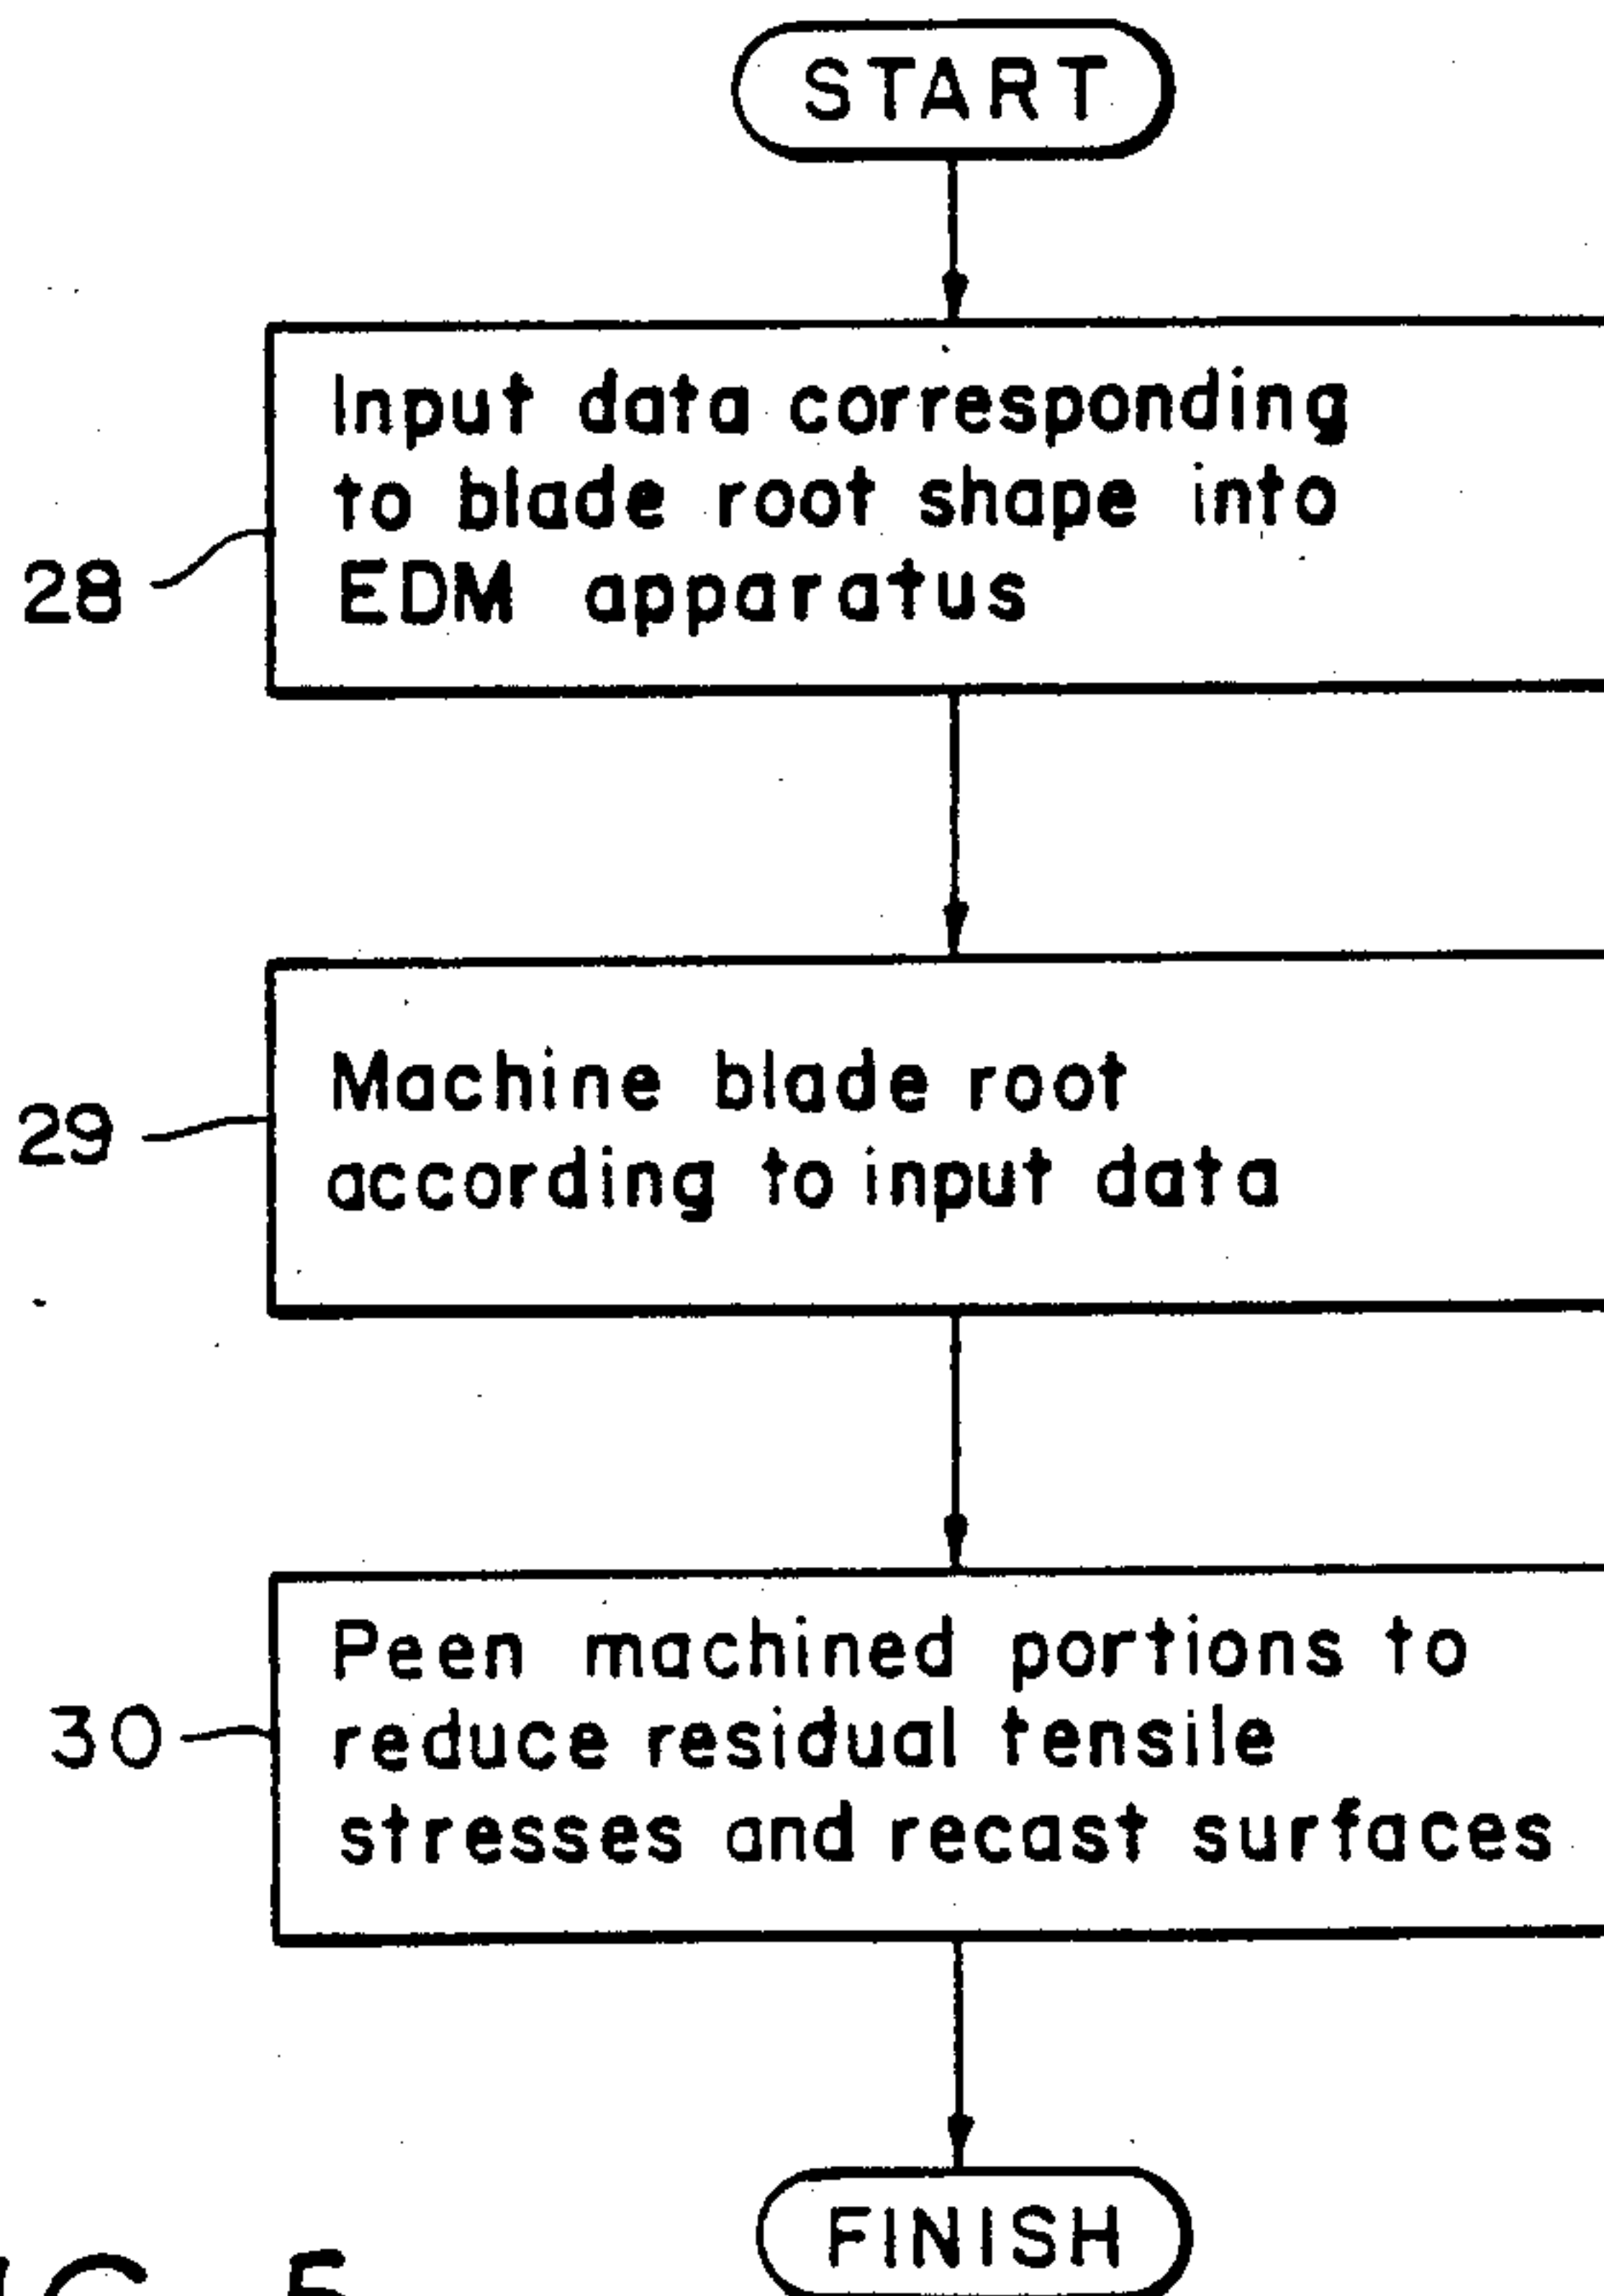 START
Input data corresponding
to blade root shape into
EDM apparatus
28
Machine blade root
according to input data
29
Peen machined portions to
reduce residual tensile
stresses and recast surfaces
30
FINISH